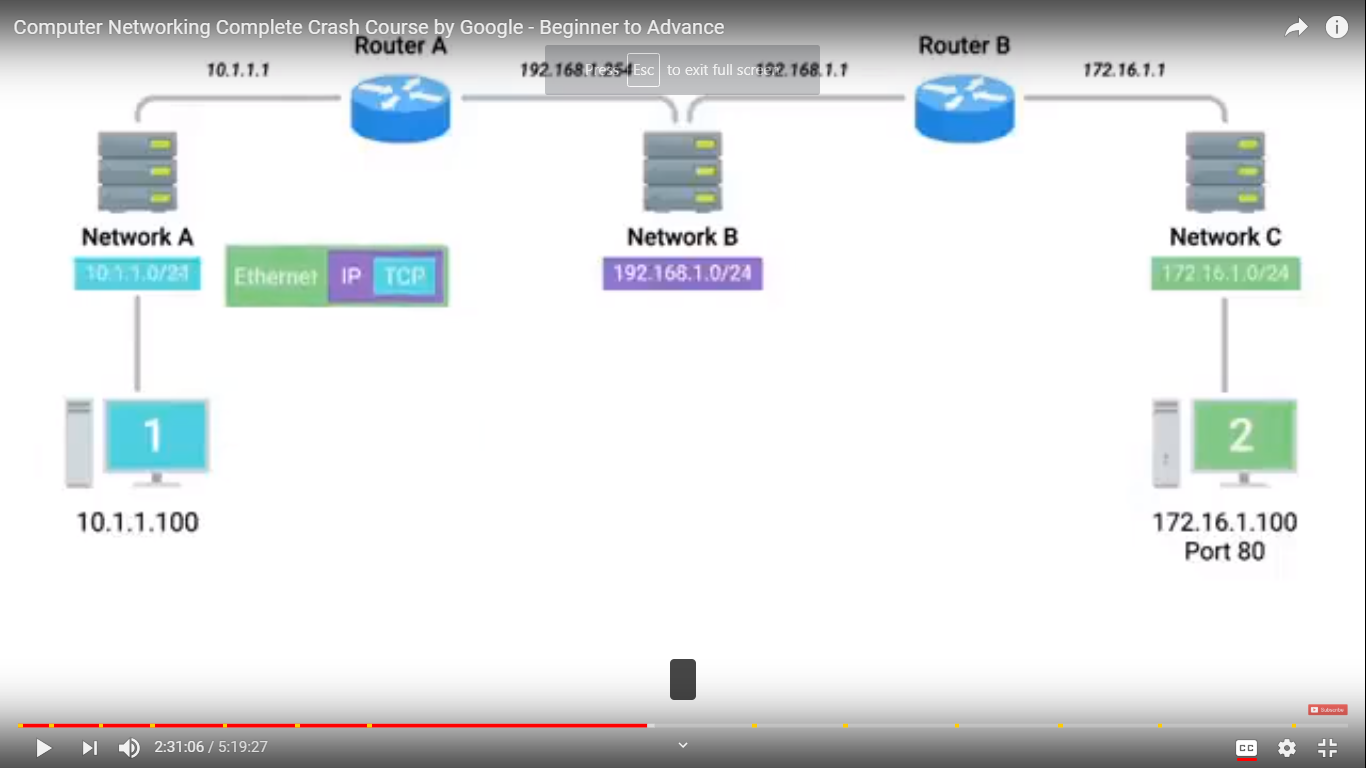 Computer Networking Complete Crash Course by Google - Beginner to Advance
Router A
Router B
10.1.1.1
192.168.1.254
192.168.1.1
172.16.1.1
Press Esc to exit full screen
Network A
Network B
Network C
10.1.1.0/24
Ethernet IP TCP
192.168.1.0/24
172.16.1.0/24
1
2
10.1.1.100
172.16.1.100
Port 80
Subscribe
2:31:06 / 5:19:27
CC